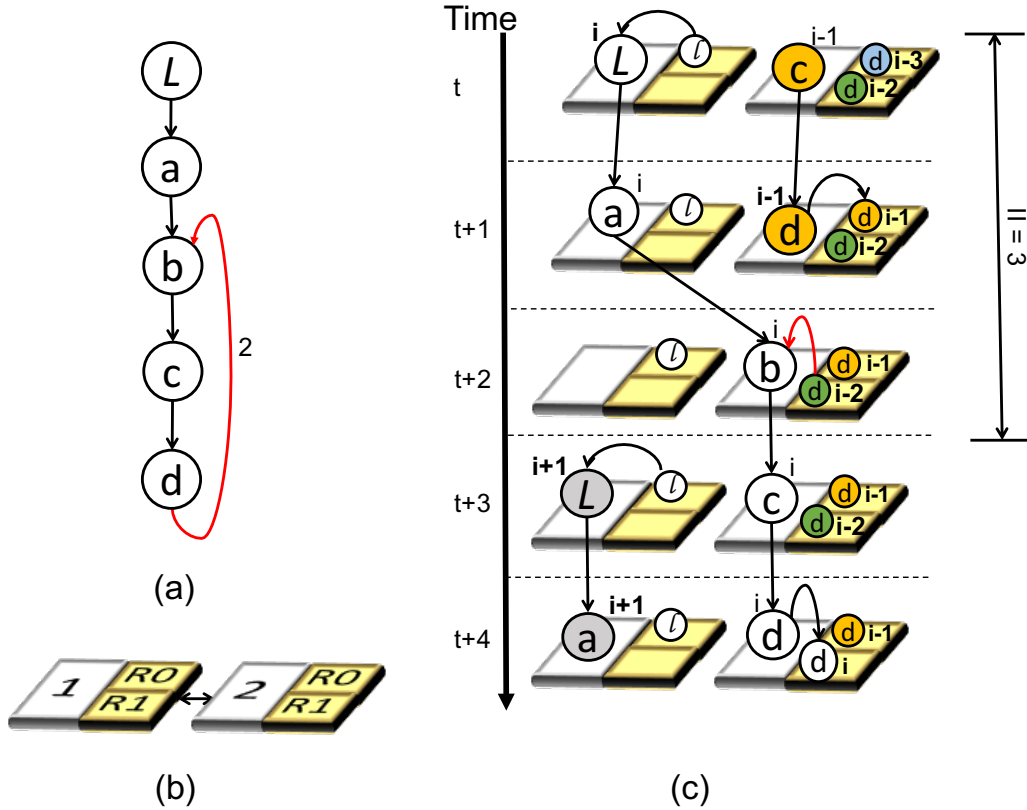 L
a
b
c
d
2
(a)
1 R0 R1
2 R0 R1
(b)
Time
t
i L l
i-1 c
d i-3
d i-2
t+1
i a l
i-1 d
d i-1
d i-2
t+2
l
i b
d i-1
d i-2
t+3
i+1 L l
i c
d i-1
d i-2
t+4
i+1 a l
i d
d i-1
d i
II = 3
(c)